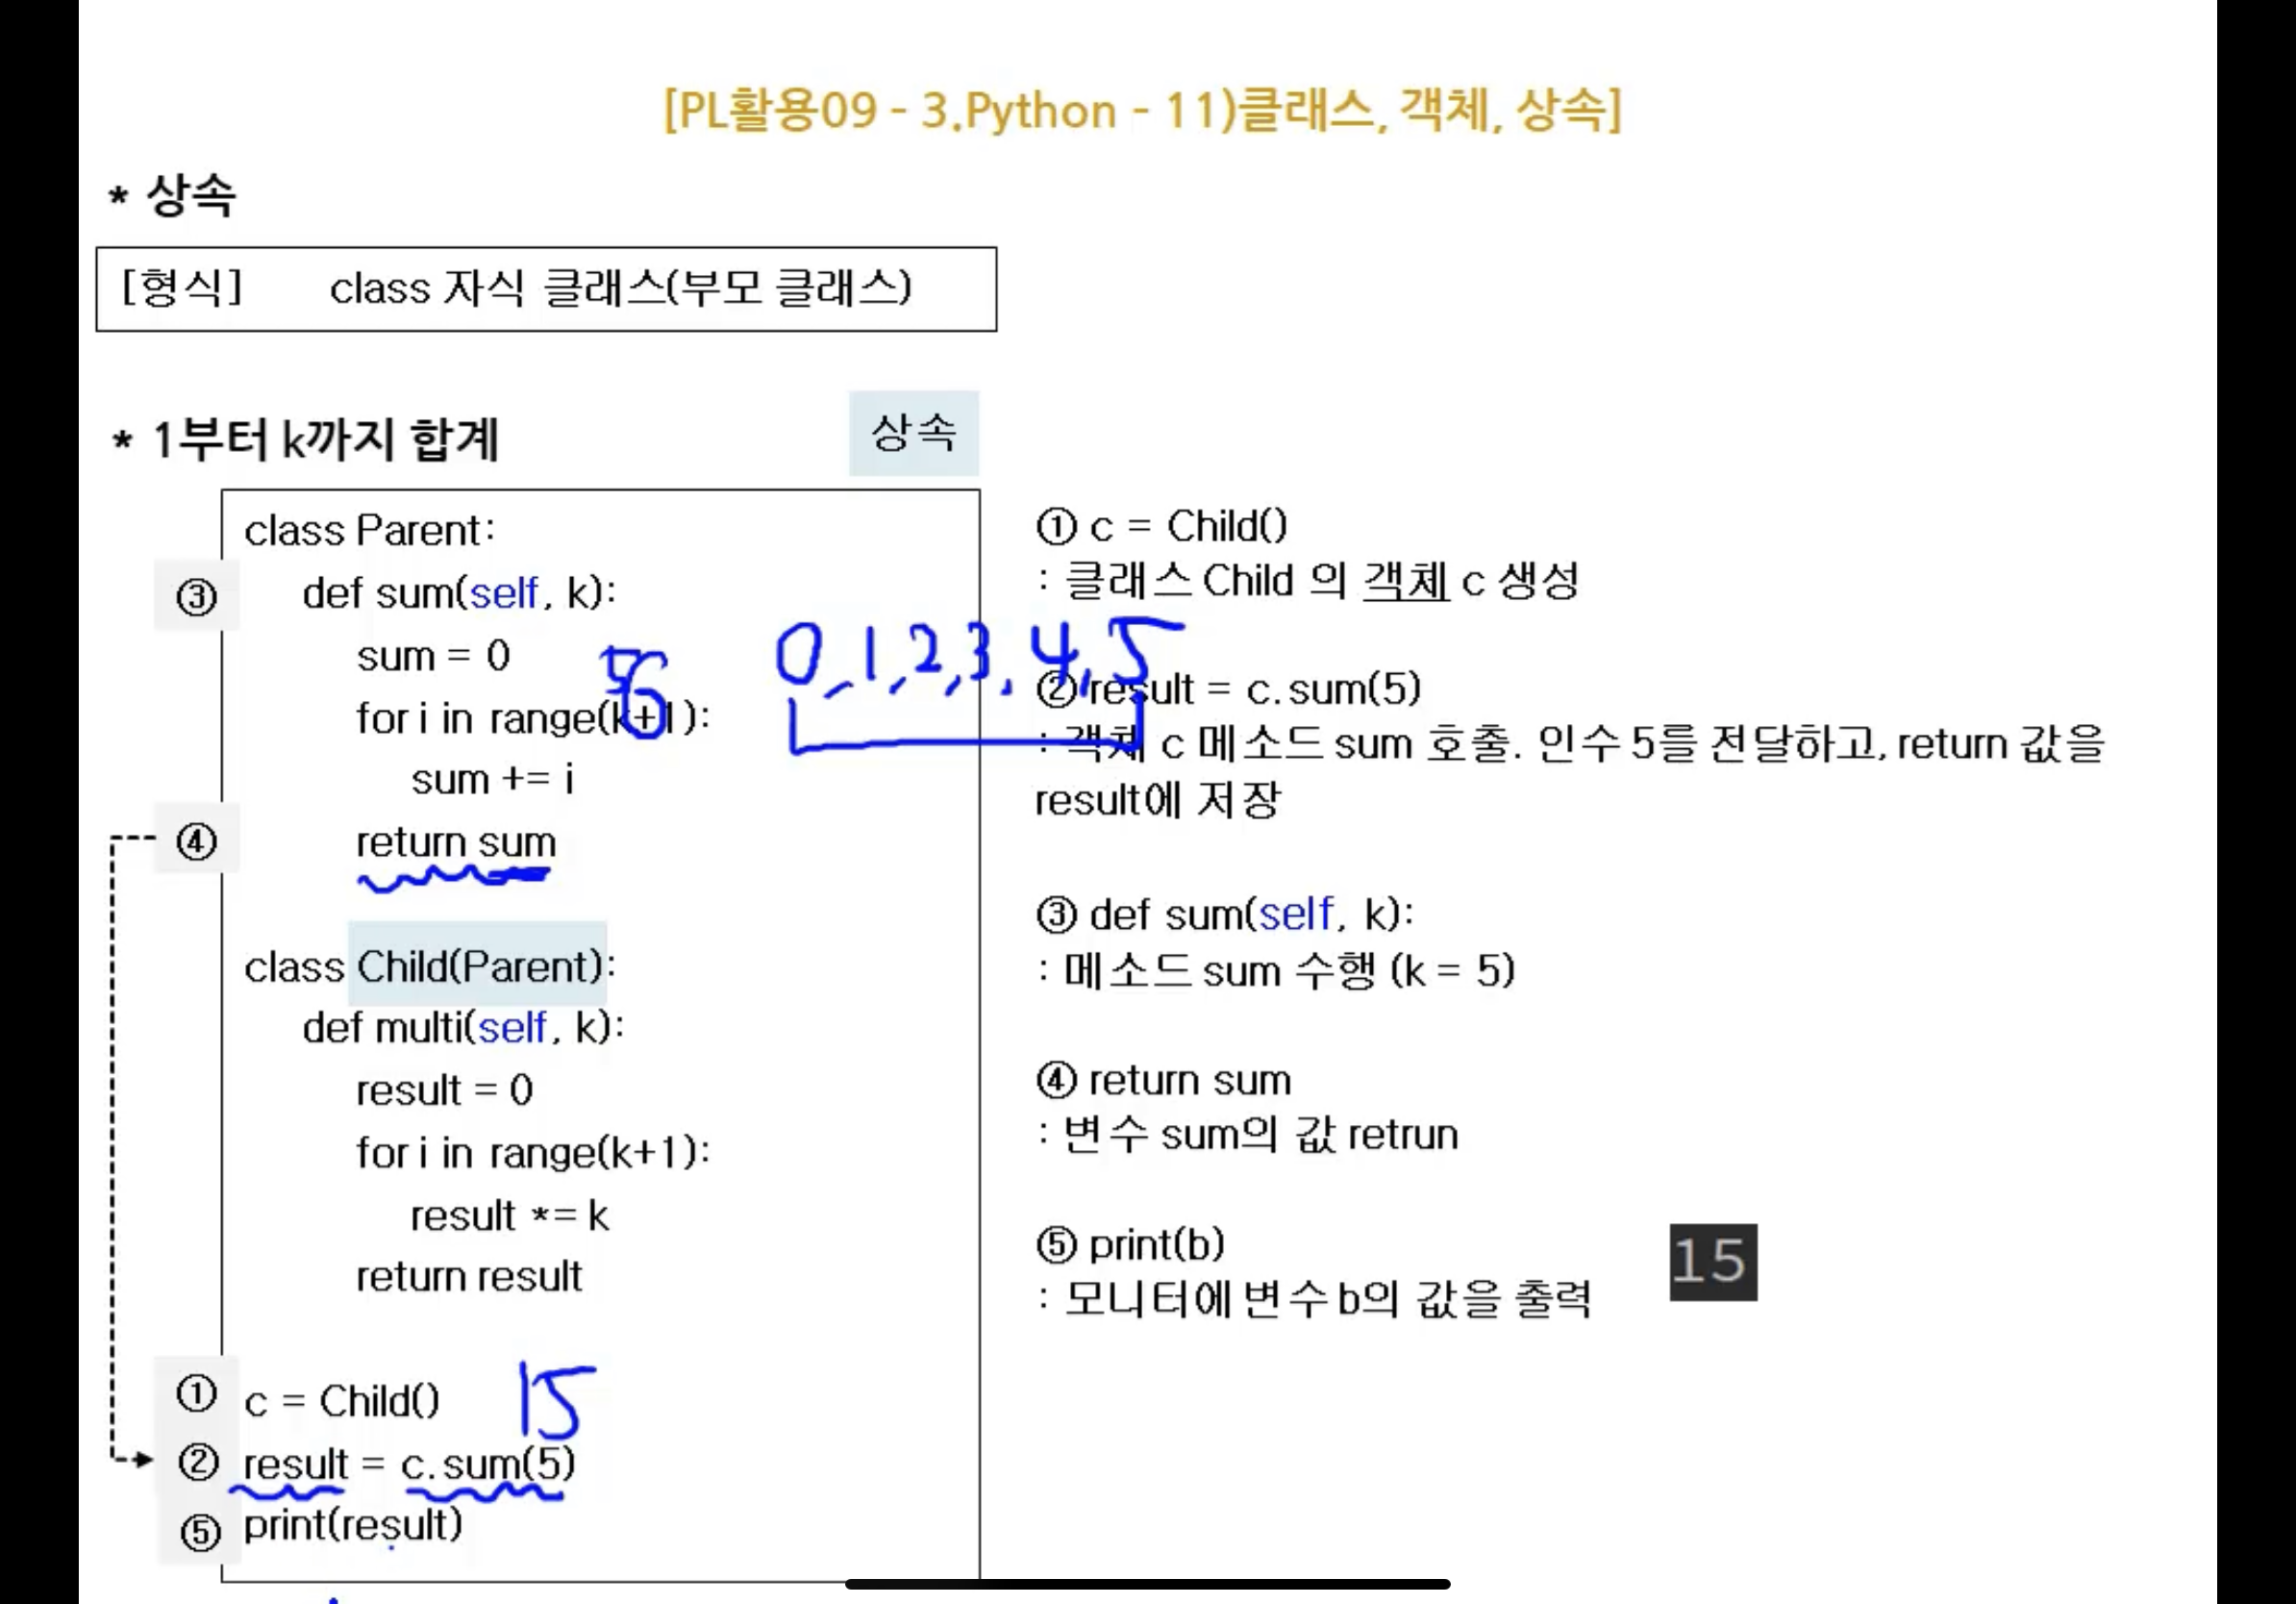 [PL활용09 - 3.Python - 11)클래스, 객체, 상속]
* 상속
[형식] class 자식 클래스(부모 클래스)
* 1부터 k까지 합계
상속
class Parent:
③ def sum(self, k):
sum = 0
56
for i in range(k+1):
0, 1, 2, 3, 4, 5
sum += i
④ return sum
class Child(Parent):
def multi(self, k):
result = 0
for i in range(k+1):
result *= k
return result
① c = Child()
15
② result = c.sum(5)
⑤ print(result)
① c = Child()
: 클래스 Child 의 객체 c 생성
② result = c.sum(5)
: 객체 c 메소드 sum 호출. 인수 5를 전달하고, return 값을
result에 저장
③ def sum(self, k):
: 메소드 sum 수행 (k = 5)
④ return sum
: 변수 sum의 값 retrun
⑤ print(b)
: 모니터에 변수 b의 값을 출력
15